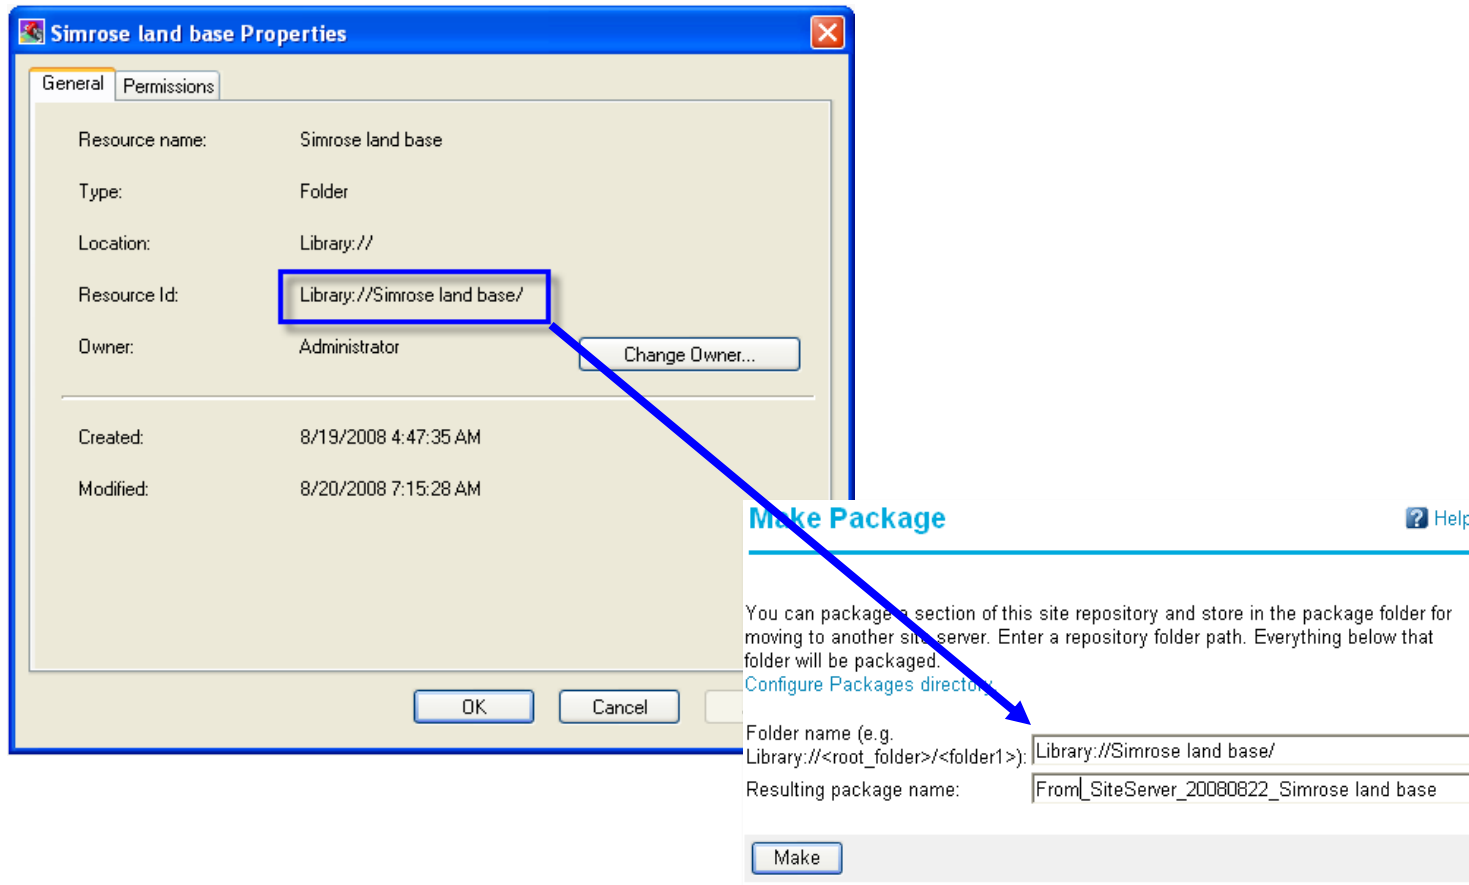 Simrose land base Properties
General Permissions
Resource name: Simrose land base
Type: Folder
Location: Library://
Resource Id: Library://Simrose land base/
Owner: Administrator Change Owner...
Created: 8/19/2008 4:47:35 AM
Modified: 8/20/2008 7:15:28 AM
OK Cancel
Make Package Help
You can package a section of this site repository and store in the package folder for
moving to another site server. Enter a repository folder path. Everything below that
folder will be packaged.
Configure Packages directory
Folder name (e.g.
Library://<root_folder>/<folder1>): Library://Simrose land base/
Resulting package name: From_SiteServer_20080822_Simrose land base
Make